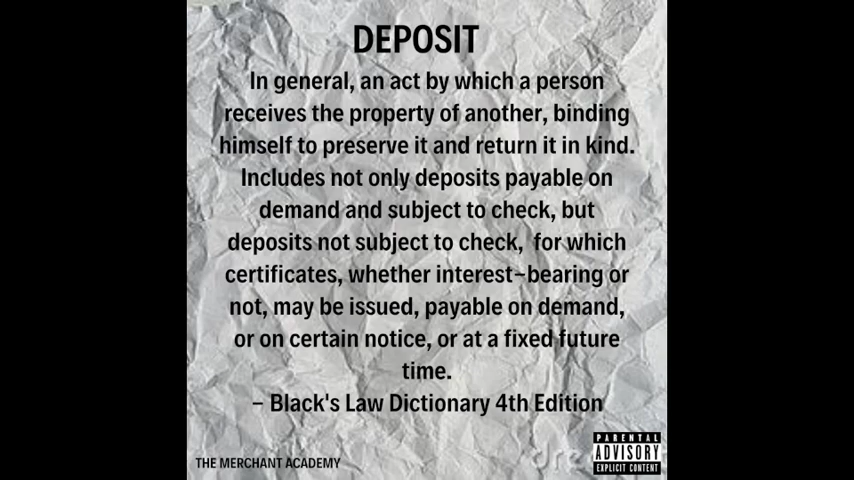 DEPOSIT
In general, an act by which a person
receives the property of another, binding
himself to preserve it and return it in kind.
Includes not only deposits payable on
demand and subject to check, but
deposits not subject to check, for which
certificates, whether interest-bearing or
not, may be issued, payable on demand,
or on certain notice, or at a fixed future
time.
- Black's Law Dictionary 4th Edition
THE MERCHANT ACADEMY
PARENTAL
ADVISORY
EXPLICIT CONTENT